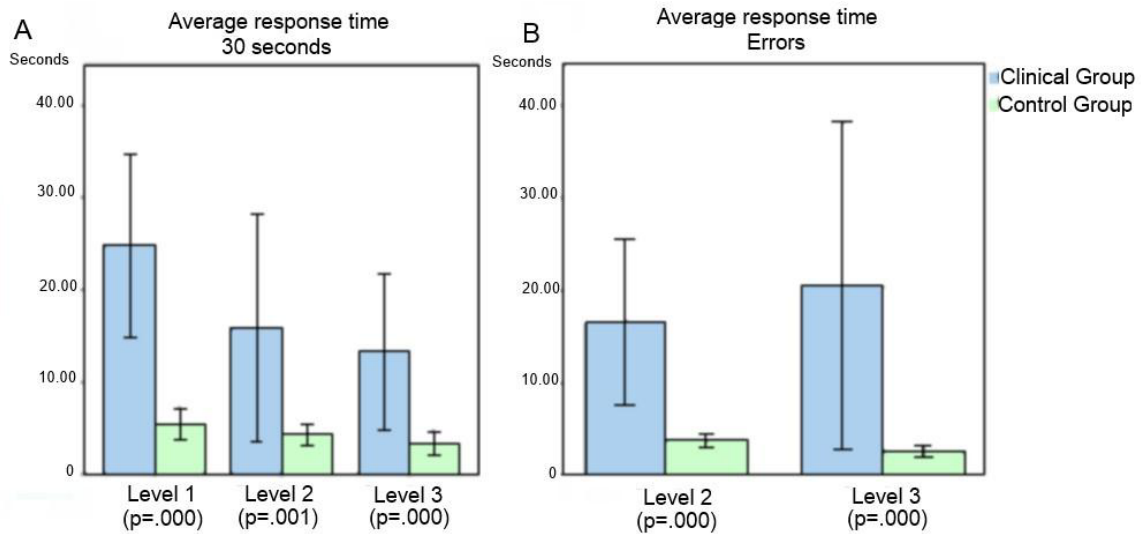 A
Average response time
30 seconds
Seconds
40.00
30.00
20.00
10.00
0
Level 1
(p=.000)
Level 2
(p=.001)
Level 3
(p=.000)
B
Average response time
Errors
Seconds
40.00
30.00
20.00
10.00
0
Level 2
(p=.000)
Level 3
(p=.000)
Clinical Group
Control Group